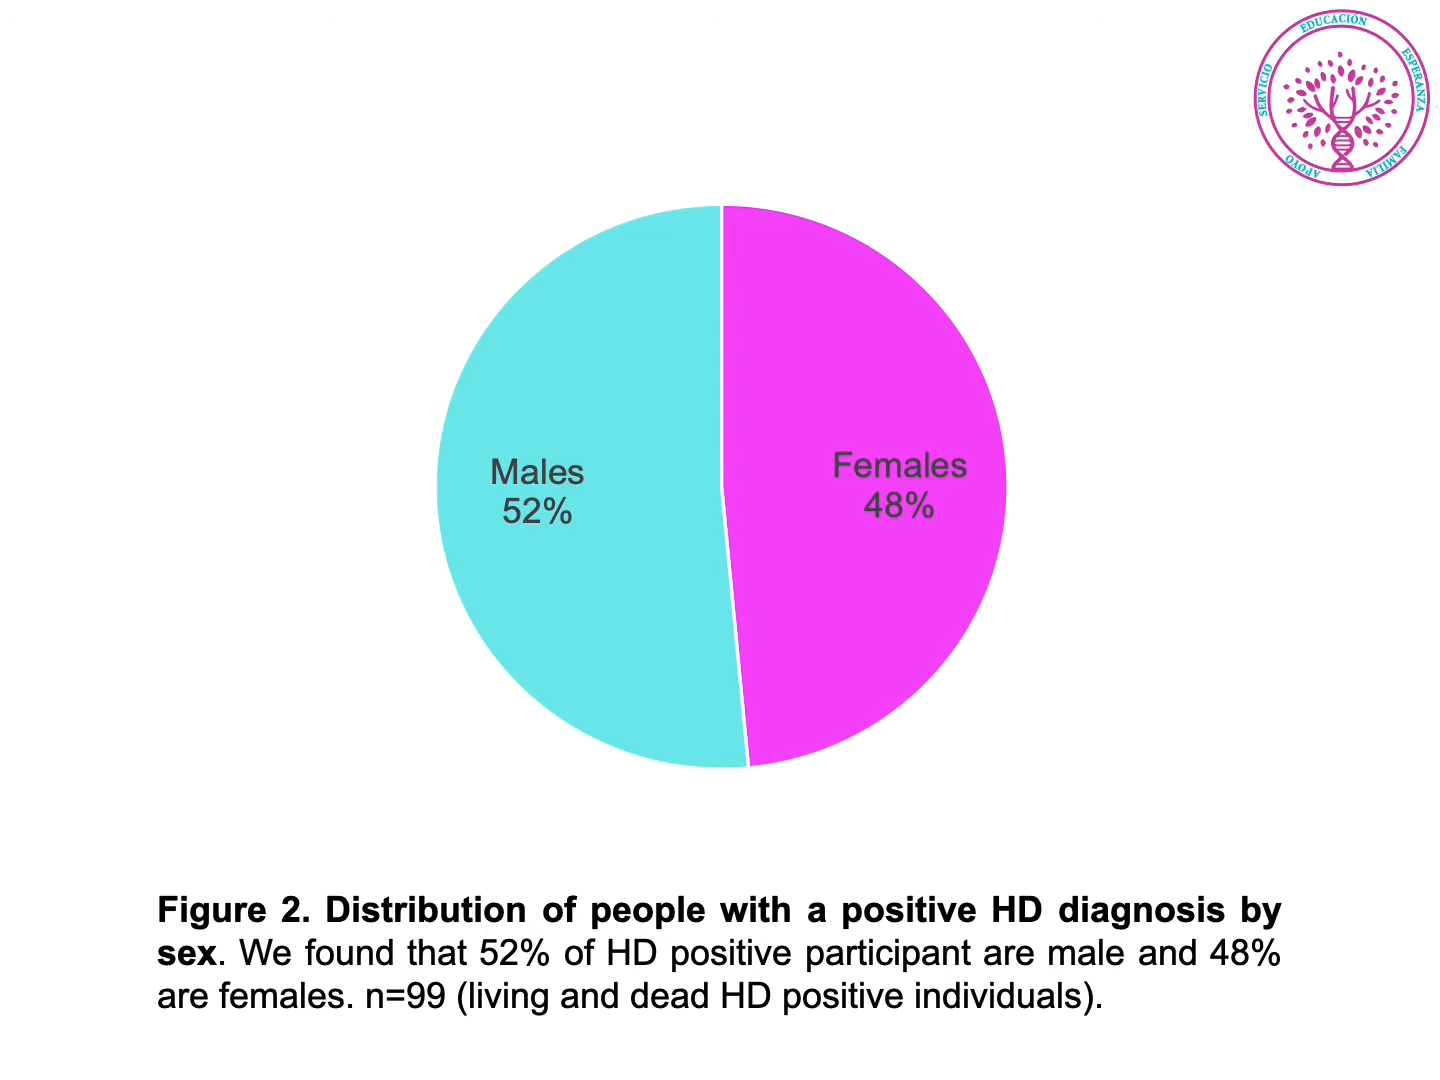 EDUCACIÓN
SERVICIO
ESPERANZA
APOYO
FAMILIA
Males
52%
Females
48%
Figure 2. Distribution of people with a positive HD diagnosis by
sex. We found that 52% of HD positive participant are male and 48%
are females. n=99 (living and dead HD positive individuals).